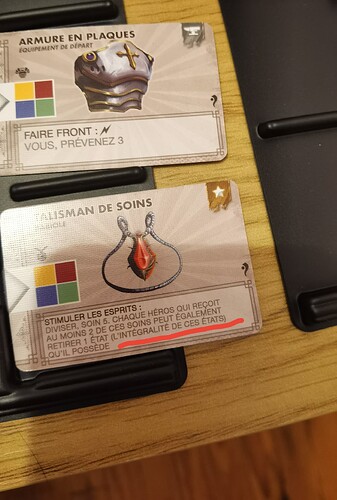 ARMURE EN PLAQUES
ÉQUIPEMENT DE DÉPART
FAIRE FRONT :
VOUS, PRÉVENEZ 3
TALISMAN DE SOINS
STIMULER LES ESPRITS :
DIVISER, SOIN 5. CHAQUE HÉROS QUI REÇOIT
AU MOINS 2 DE CES SOINS PEUT ÉGALEMENT
RETIRER 1 ÉTAT (L'INTÉGRALITÉ DE CES ÉTATS)
QU'IL POSSÈDE